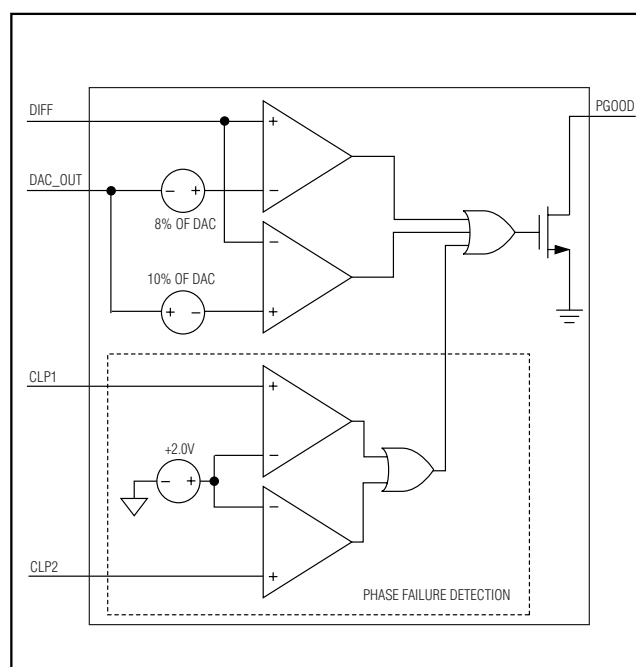 DIFF
PGOOD
+
DAC_OUT
- +
-
8% OF DAC
-
10% OF DAC
+ -
+
CLP1
+
+2.0V
-
- +
-
CLP2
+
PHASE FAILURE DETECTION